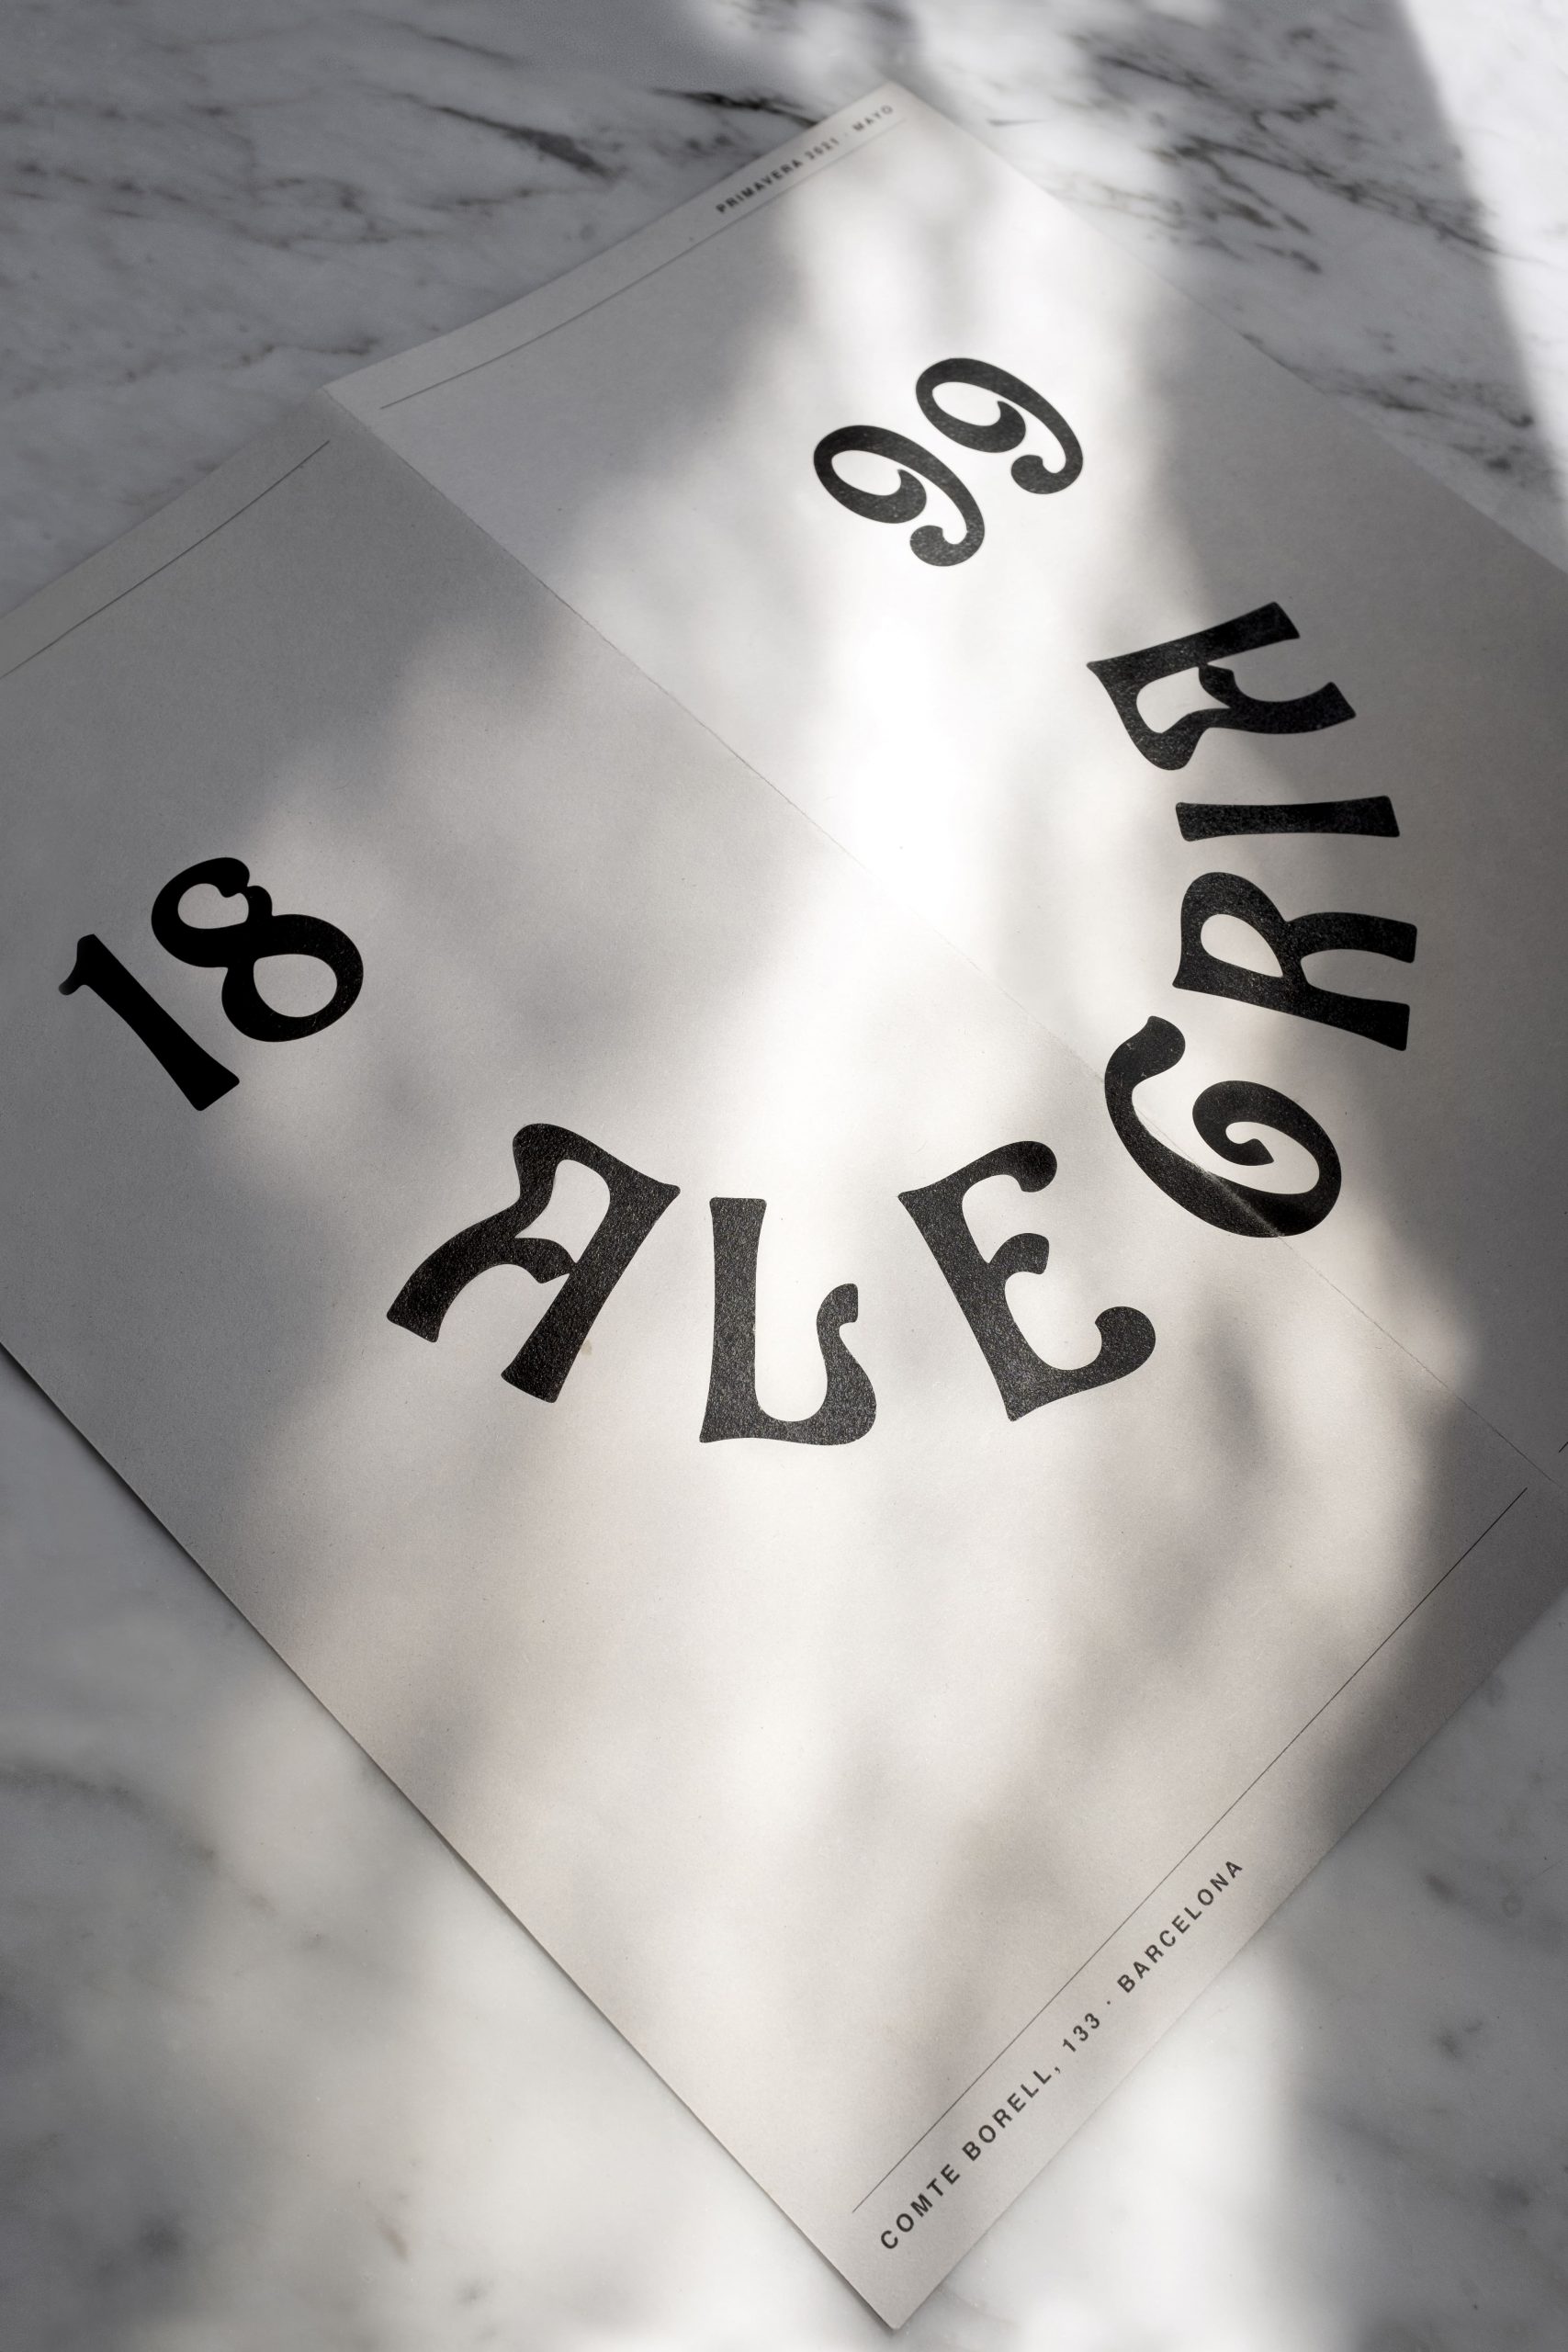 PRIMAVERA 2021 · MAYO
18 99
ALEGRIA
COMTE BORELL, 133 · BARCELONA